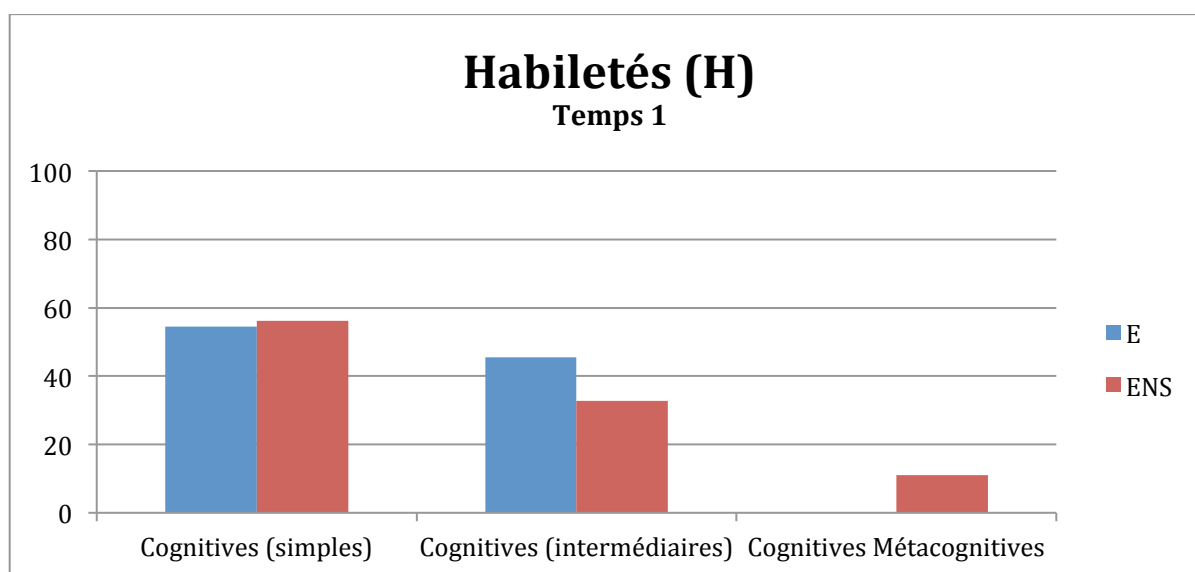 Habiletés (H)
Temps 1
100
80
60
40
20
0
Cognitives (simples)
Cognitives (intermédiaires)
Cognitives Métacognitives
E
ENS